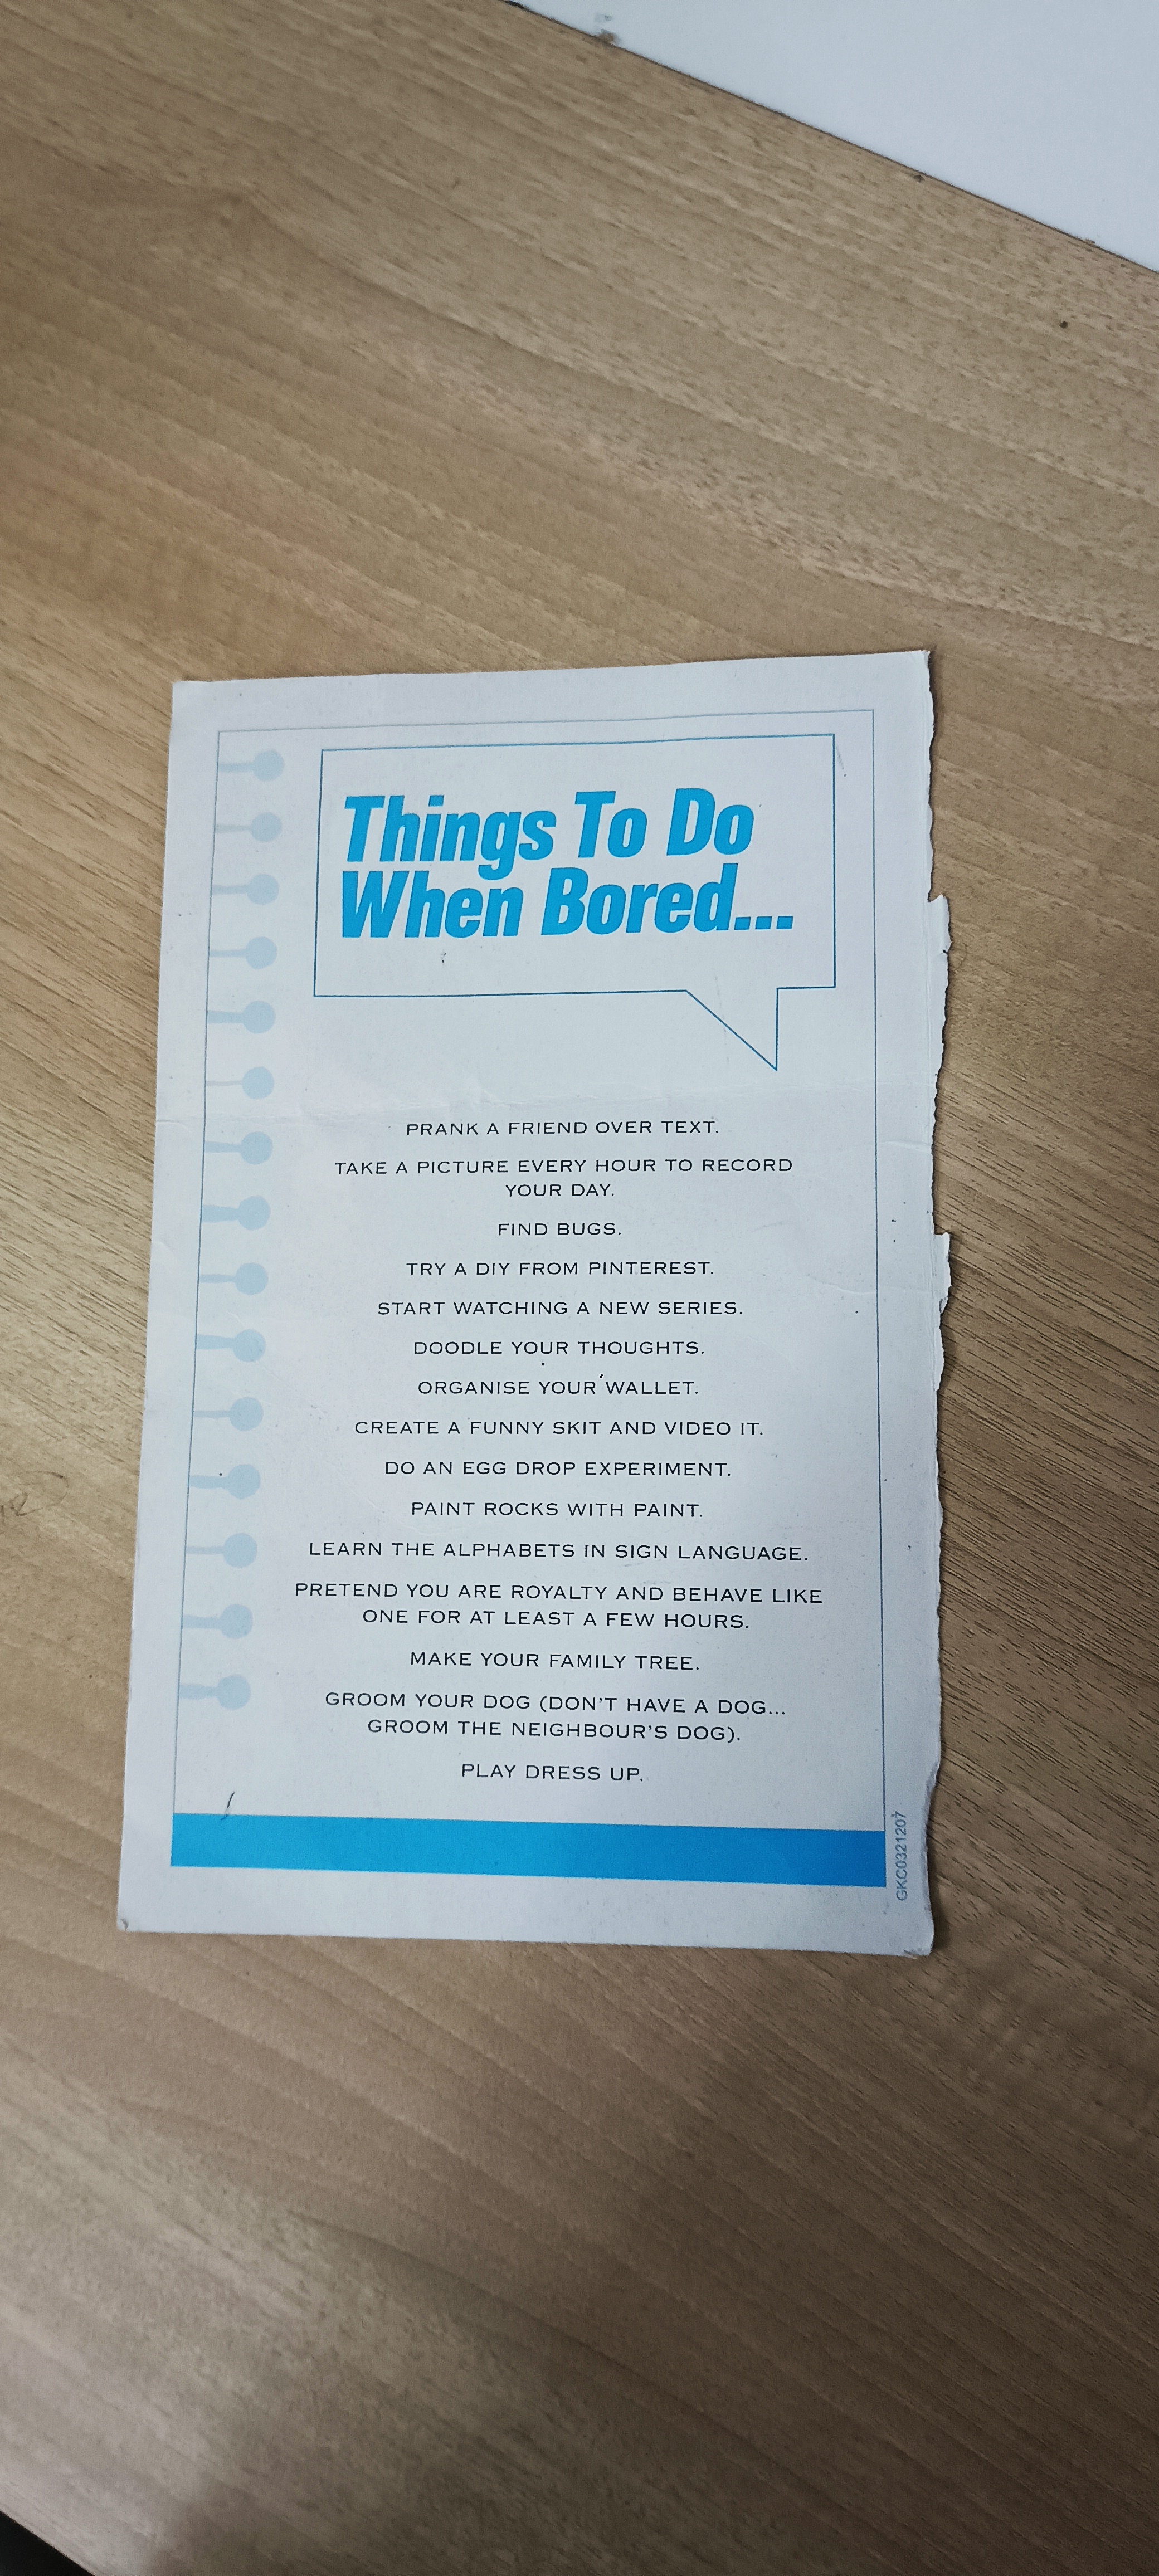 Things To Do
When Bored...
PRANK A FRIEND OVER TEXT.
TAKE A PICTURE EVERY HOUR TO RECORD
YOUR DAY.
FIND BUGS.
TRY A DIY FROM PINTEREST.
START WATCHING A NEW SERIES.
DOODLE YOUR THOUGHTS.
ORGANISE YOUR WALLET.
CREATE A FUNNY SKIT AND VIDEO IT.
DO AN EGG DROP EXPERIMENT.
PAINT ROCKS WITH PAINT.
LEARN THE ALPHABETS IN SIGN LANGUAGE.
PRETEND YOU ARE ROYALTY AND BEHAVE LIKE
ONE FOR AT LEAST A FEW HOURS.
MAKE YOUR FAMILY TREE.
GROOM YOUR DOG (DON'T HAVE A DOG...
GROOM THE NEIGHBOUR'S DOG).
PLAY DRESS UP.
GKC0321207